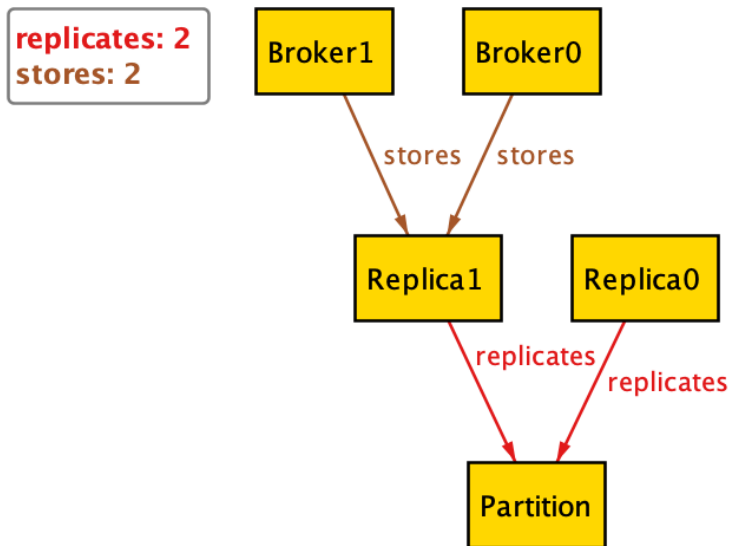 replicates: 2
stores: 2
Broker1
Broker0
stores
stores
Replica1
Replica0
replicates
replicates
Partition